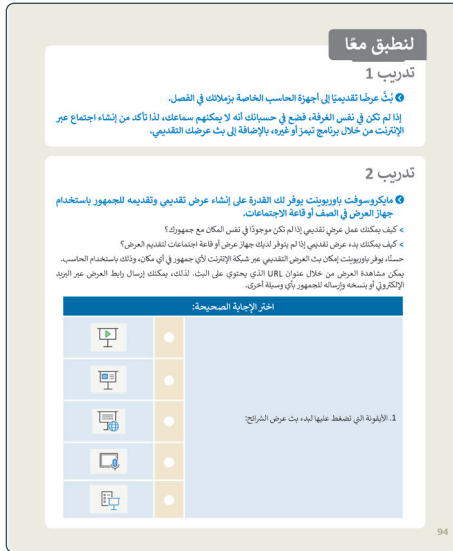 لنطبق معًا
تدريب 1
بُثَّ عرضًا تقديميًا إلى أجهزة الحاسب الخاصة بزملائك في الفصل.
إذا لم تكن في نفس الغرفة، فضع في حسبانك أنه لا يمكنهم سماعك، لذا تأكد من إنشاء اجتماع عبر
الإنترنت من خلال برنامج تيمز أو غيره، بالإضافة إلى بث عرضك التقديمي.
تدريب 2
مايكروسوفت باوربوينت يوفر لك القدرة على إنشاء عرض تقديمي وتقديمه للجمهور باستخدام
جهاز العرض في الصف أو قاعة الاجتماعات.
> كيف يمكنك عمل عرض تقديمي إذا لم تكن موجودًا في نفس المكان مع جمهورك؟
> كيف يمكنك بدء عرض تقديمي إذا لم يتوفر لديك جهاز عرض أو قاعة اجتماعات لتقديم العرض؟
حسنًا، يوفر باوربوينت إمكان بث العرض التقديمي عبر شبكة الإنترنت لأي جمهور في أي مكان، وذلك باستخدام الحاسب.
يمكن مشاهدة العرض من خلال عنوان URL الذي يحتوي على البث. لذلك، يمكنك إرسال رابط العرض عبر البريد
الإلكتروني أو بنسخه وإرساله للجمهور بأي وسيلة أخرى.
اختر الإجابة الصحيحة:
1. الأيقونة التي تضغط عليها لبدء بث عرض الشرائح:
94